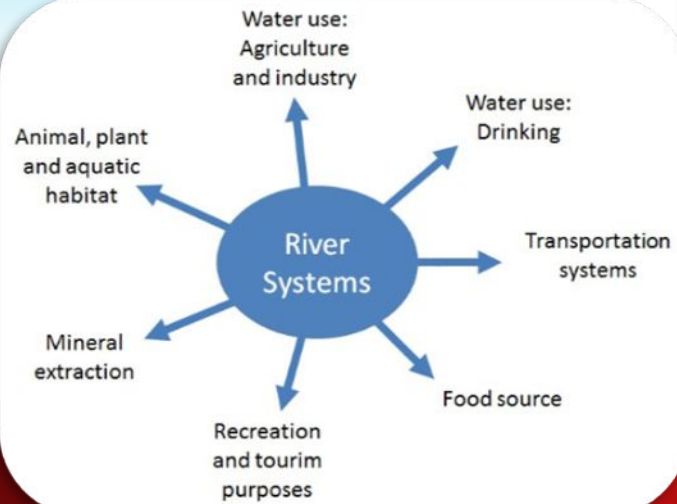 Water use:
Agriculture
and industry
Water use:
Drinking
Transportation
systems
Food source
Recreation
and tourim
purposes
Mineral
extraction
Animal, plant
and aquatic
habitat
River
Systems